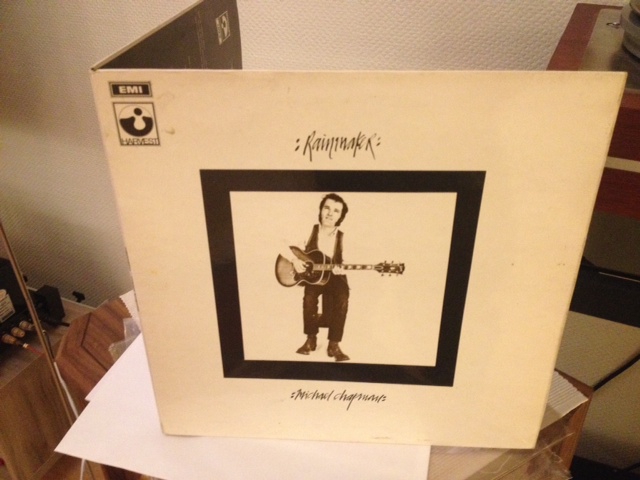 EMI
HARVEST
:Rainmaker:
:Michael Chapman: